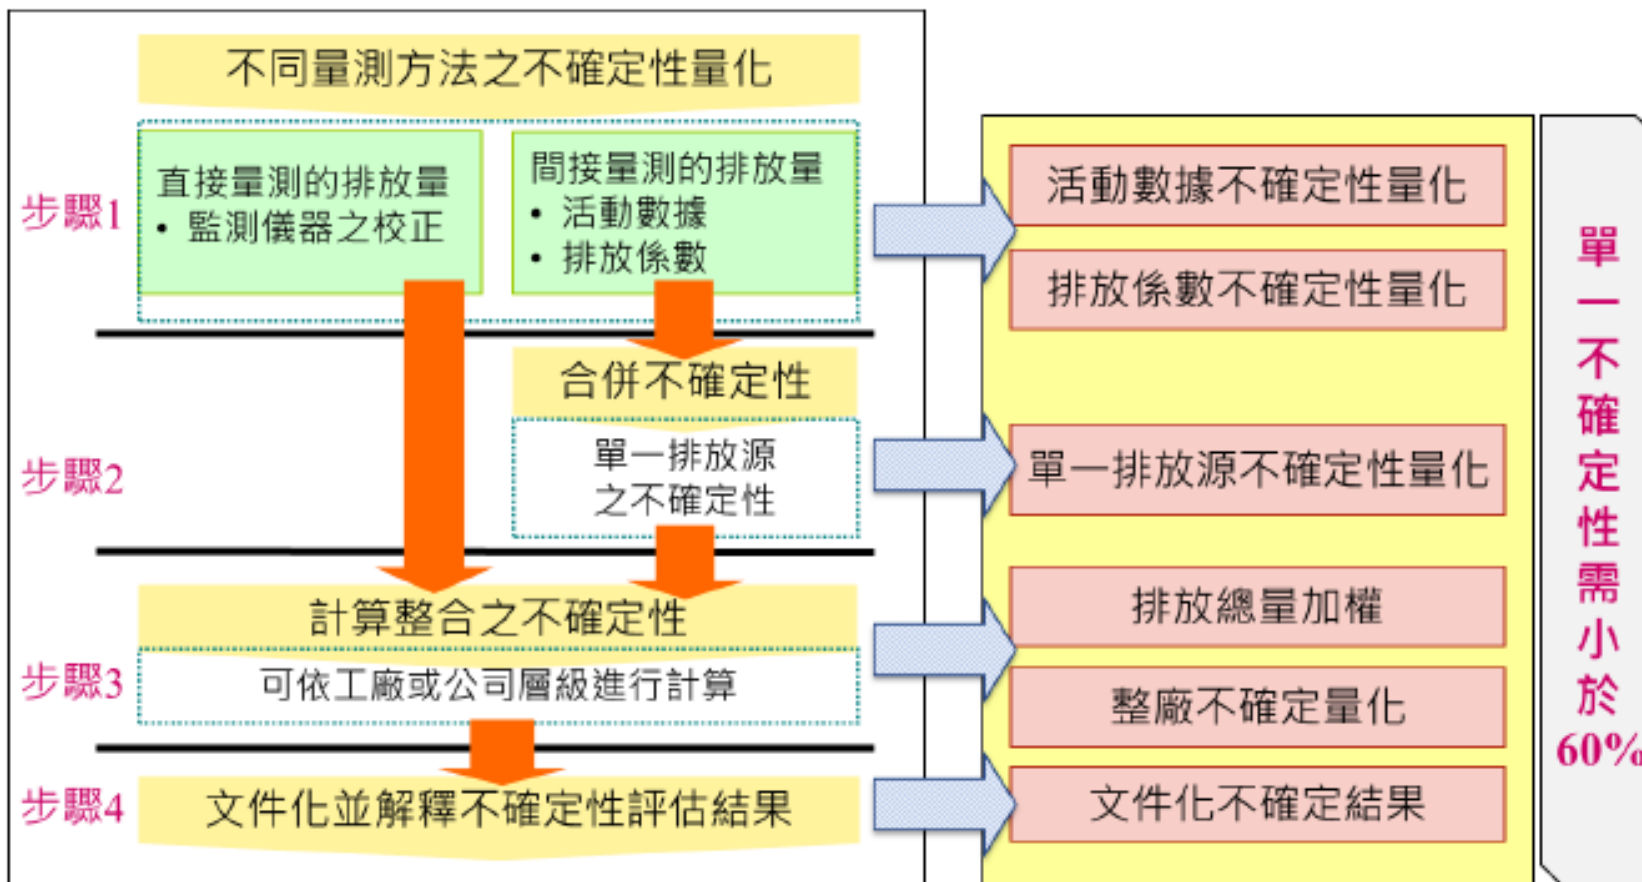 不同量測方法之不確定性量化
步驟1
直接量測的排放量
• 監測儀器之校正
間接量測的排放量
• 活動數據
• 排放係數
活動數據不確定性量化
排放係數不確定性量化
步驟2
合併不確定性
單一排放源
之不確定性
單一排放源不確定性量化
步驟3
計算整合之不確定性
可依工廠或公司層級進行計算
排放總量加權
整廠不確定量化
步驟4
文件化並解釋不確定性評估結果
文件化不確定結果
單一不確定性需小於60%